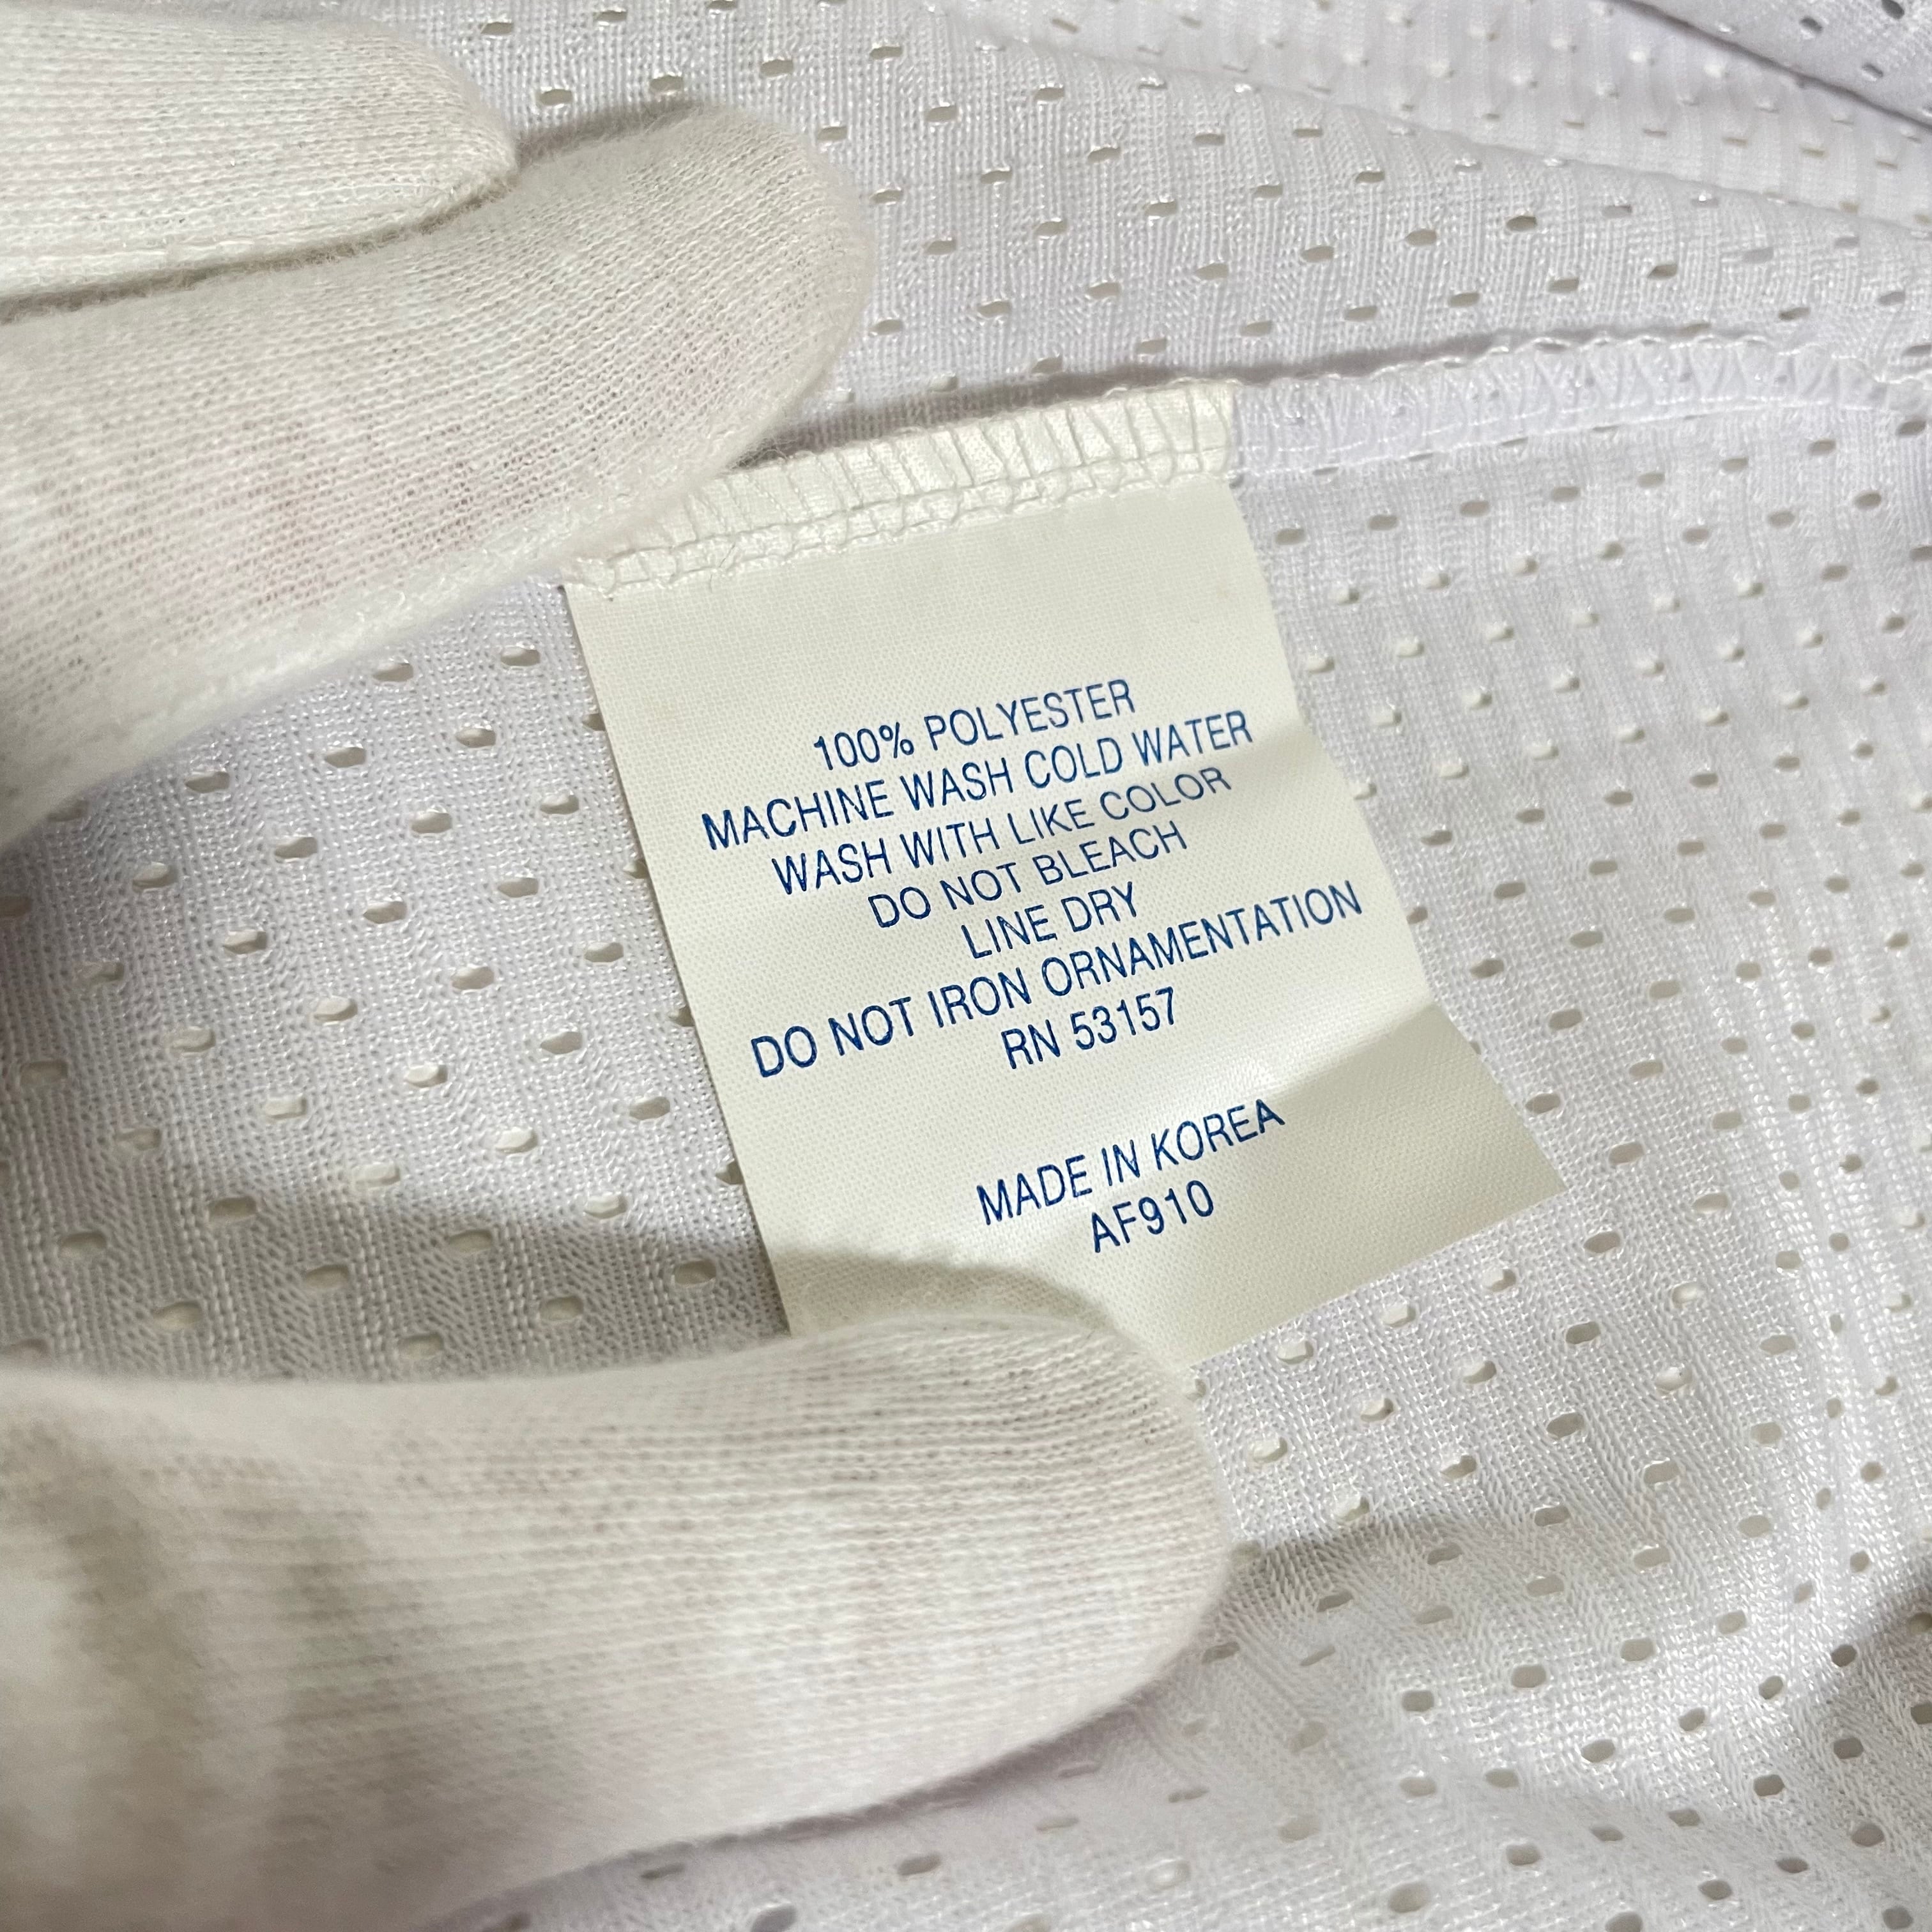 100% POLYESTER
MACHINE WASH COLD WATER
WASH WITH LIKE COLOR
DO NOT BLEACH
LINE DRY
DO NOT IRON ORNAMENTATION
RN 53157
MADE IN KOREA
AF910